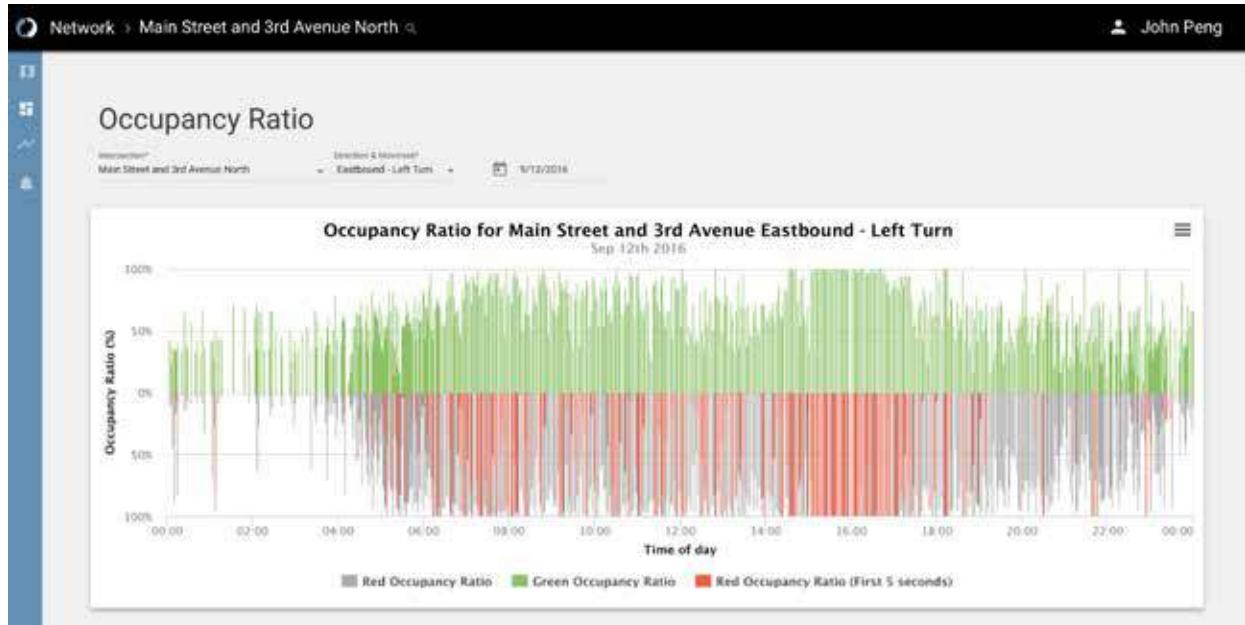 Network > Main Street and 3rd Avenue North
John Peng
Occupancy Ratio
Intersection* Direction & Movement*
Main Street and 3rd Avenue North Eastbound - Left Turn 9/12/2016
Occupancy Ratio for Main Street and 3rd Avenue Eastbound - Left Turn
Sep 12th 2016
100%
50%
0%
50%
100%
Occupancy Ratio (%)
00:00 02:00 04:00 06:00 08:00 10:00 12:00 14:00 16:00 18:00 20:00 22:00 00:00
Time of day
Red Occupancy Ratio Green Occupancy Ratio Red Occupancy Ratio (First 5 seconds)